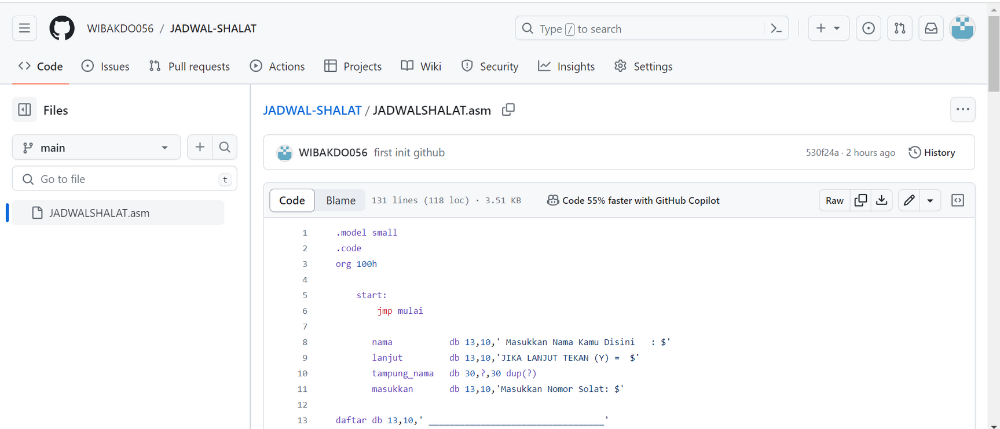 WIBAKDO056 / JADWAL-SHALAT
Type / to search
Code Issues Pull requests Actions Projects Wiki Security Insights Settings
Files
main
Go to file t
JADWALSHALAT.asm
JADWAL-SHALAT / JADWALSHALAT.asm
WIBAKDO056 first init github 530f24a · 2 hours ago History
Code Blame 131 lines (118 loc) · 3.51 KB Code 55% faster with GitHub Copilot Raw
1 .model small
2 .code
3 org 100h
4
5 start:
6 jmp mulai
7
8 nama db 13,10,' Masukkan Nama Kamu Disini : $'
9 lanjut db 13,10,'JIKA LANJUT TEKAN (Y) = $'
10 tampung_nama db 30,?,30 dup(?)
11 masukkan db 13,10,'Masukkan Nomor Solat: $'
12
13 daftar db 13,10,' __________________________________'